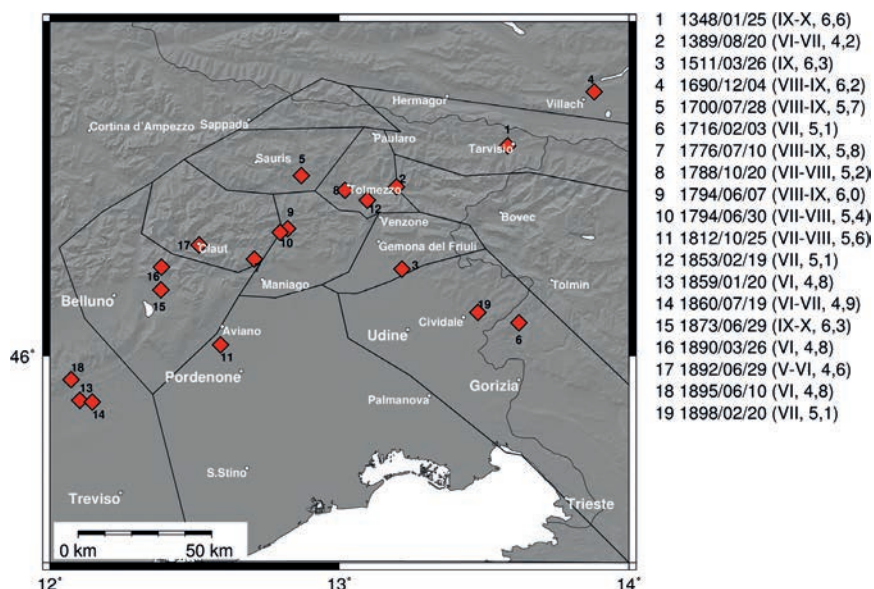 1 1348/01/25 (IX-X, 6,6)
2 1389/08/20 (VI-VII, 4,2)
3 1511/03/26 (IX, 6,3)
4 1690/12/04 (VIII-IX, 6,2)
5 1700/07/28 (VIII-IX, 5,7)
6 1716/02/03 (VII, 5,1)
7 1776/07/10 (VIII-IX, 5,8)
8 1788/10/20 (VII-VIII, 5,2)
9 1794/06/07 (VIII-IX, 6,0)
10 1794/06/30 (VII-VIII, 5,4)
11 1812/10/25 (VII-VIII, 5,6)
12 1853/02/19 (VII, 5,1)
13 1859/01/20 (VI, 4,8)
14 1860/07/19 (VI-VII, 4,9)
15 1873/06/29 (IX-X, 6,3)
16 1890/03/26 (VI, 4,8)
17 1892/06/29 (V-VI, 4,6)
18 1895/06/10 (VI, 4,8)
19 1898/02/20 (VII, 5,1)
4
Hermagor
Villach
Sappada
Cortina d'Ampezzo
Paularo
1
Tarvisio
Sauris
5
2
8
Tolmezzo
12
Venzone
Bovec
9
10
17
Claut
Gemona del Friuli
7
3
16
Maniago
Tolmin
Belluno
15
19
Cividale
6
Aviano
Udine
11
46˚
46˚
18
Pordenone
Gorizia
13
14
Palmanova
S.Stino
Treviso
Trieste
0 km
50 km
12˚
13˚
14˚